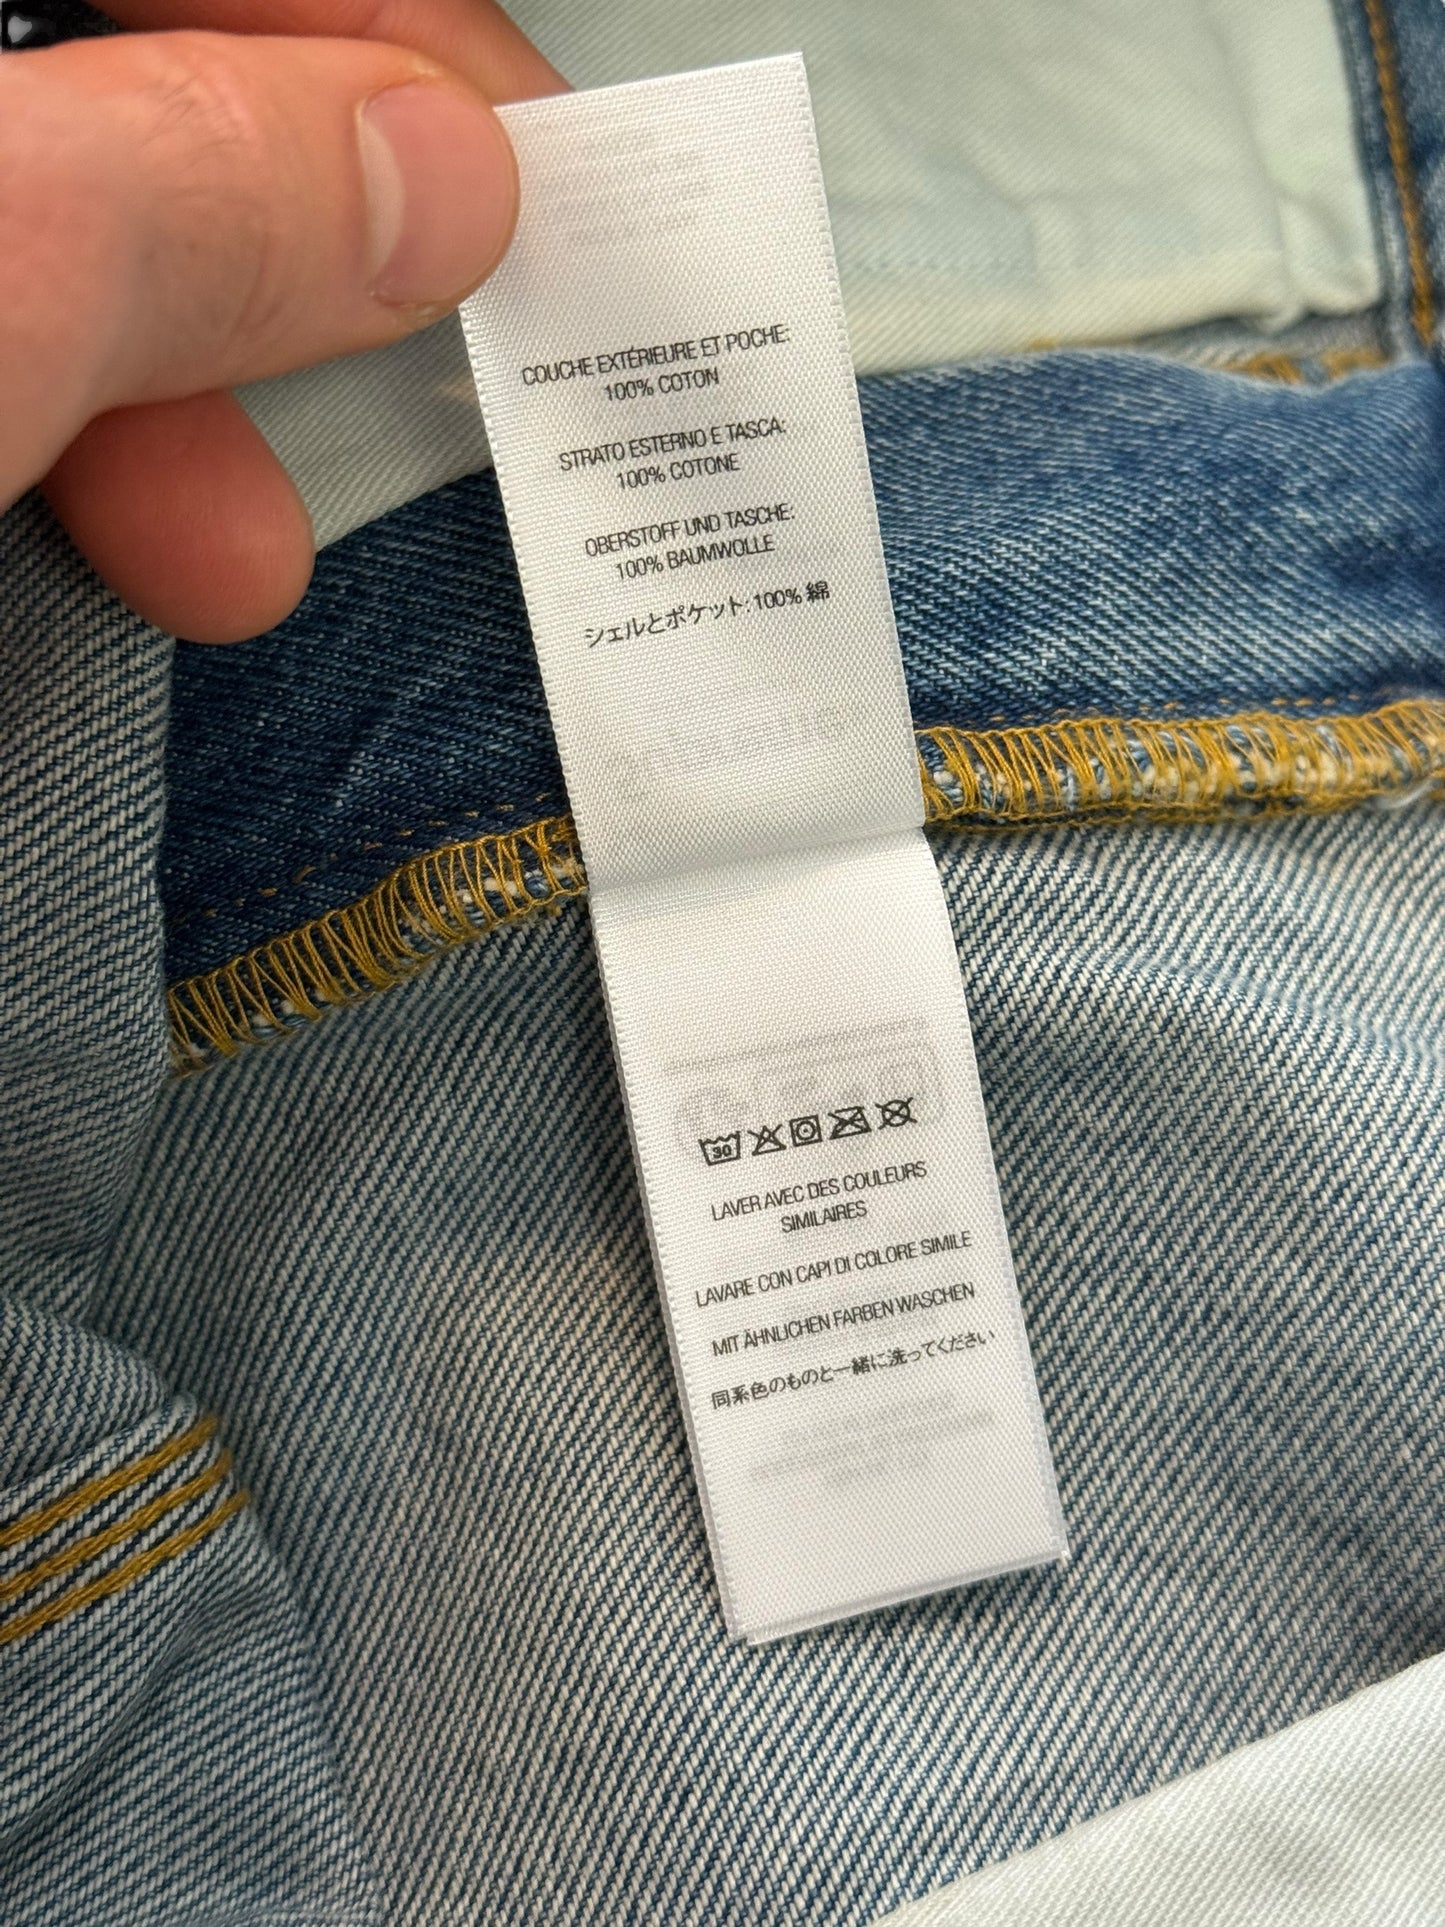 COUCHE EXTÉRIEURE ET POCHE:
100% COTON
STRATO ESTERNO E TASCA:
100% COTONE
OBERSTOFF UND TASCHE:
100% BAUMWOLLE
シェルとポケット: 100% 綿
30
LAVER AVEC DES COULEURS
SIMILAIRES
LAVARE CON CAPI DI COLORE SIMILE
MIT ÄHNLICHEN FARBEN WASCHEN
同系色のものと一緒に洗ってください